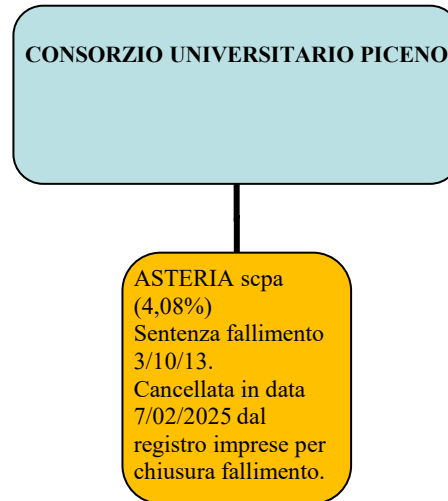 CONSORZIO UNIVERSITARIO PICENO
ASTERIA scpa
(4,08%)
Sentenza fallimento
3/10/13.
Cancellata in data
7/02/2025 dal
registro imprese per
chiusura fallimento.